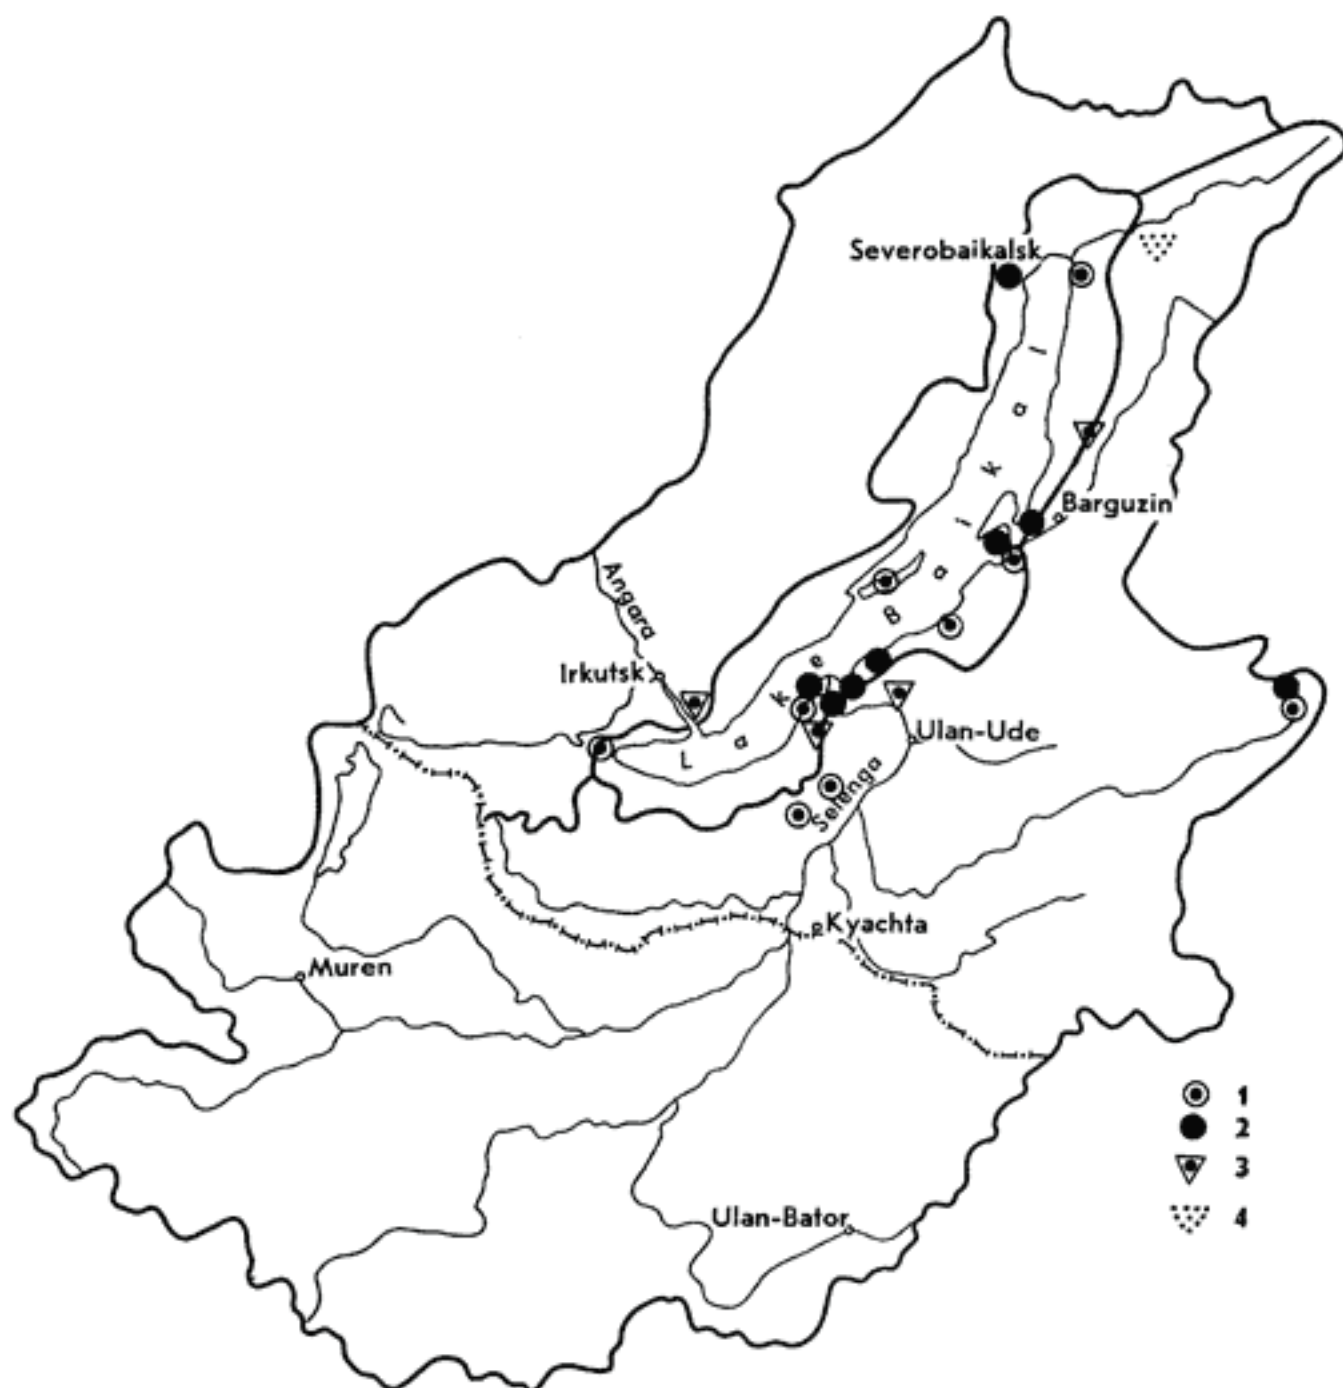 Severobaikalsk
Barguzin
Angara
Irkutsk
Lake Baikal
Ulan-Ude
Selenga
Kyachta
Muren
Ulan-Bator
1
2
3
4